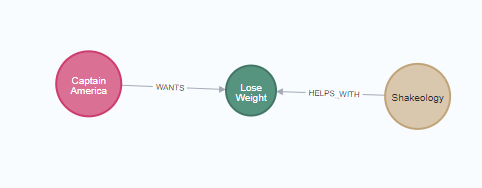 Captain
America
WANTS
Lose
Weight
HELPS_WITH
Shakeology